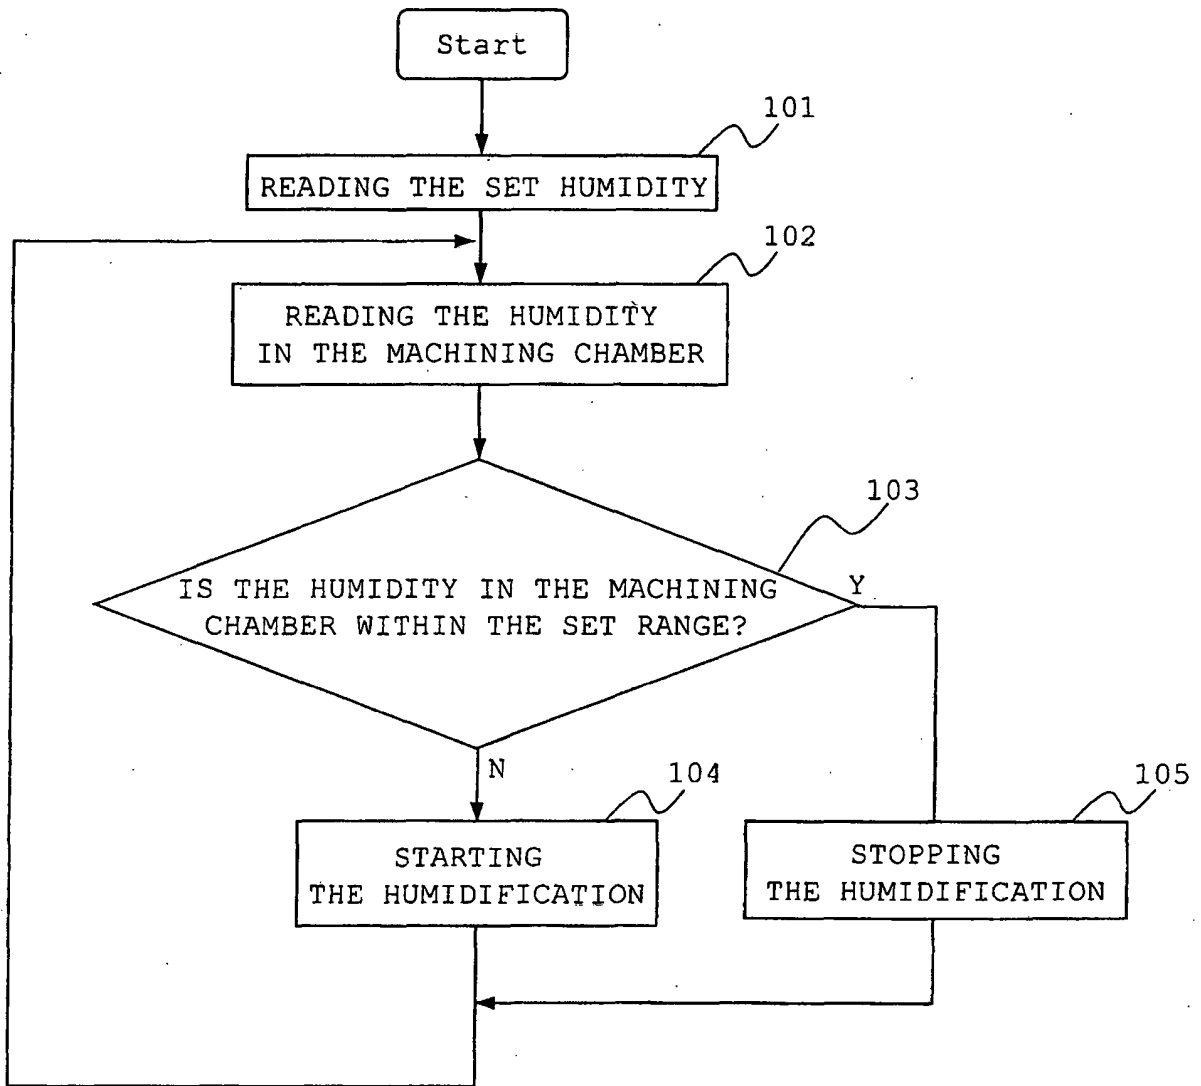 Start
101
READING THE SET HUMIDITY
102
READING THE HUMIDITY
IN THE MACHINING CHAMBER
103
IS THE HUMIDITY IN THE MACHINING
CHAMBER WITHIN THE SET RANGE?
Y
N
104
STARTING
THE HUMIDIFICATION
105
STOPPING
THE HUMIDIFICATION